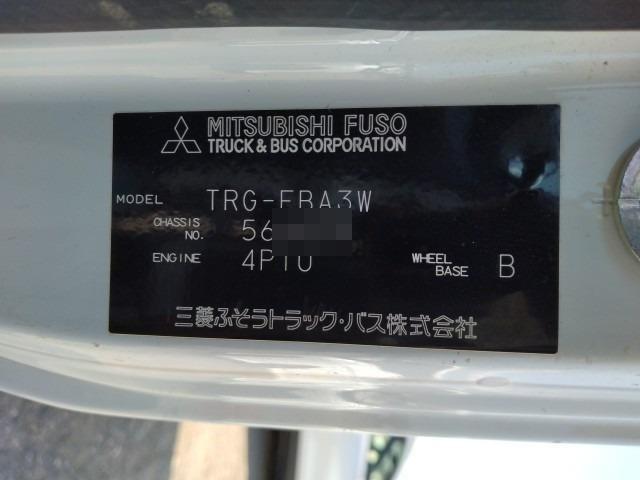 MITSUBISHI FUSO
TRUCK & BUS CORPORATION
MODEL TRG-FBA3W
CHASSIS NO. 56
ENGINE 4P10 WHEEL BASE B
三菱ふそうトラック・バス株式会社